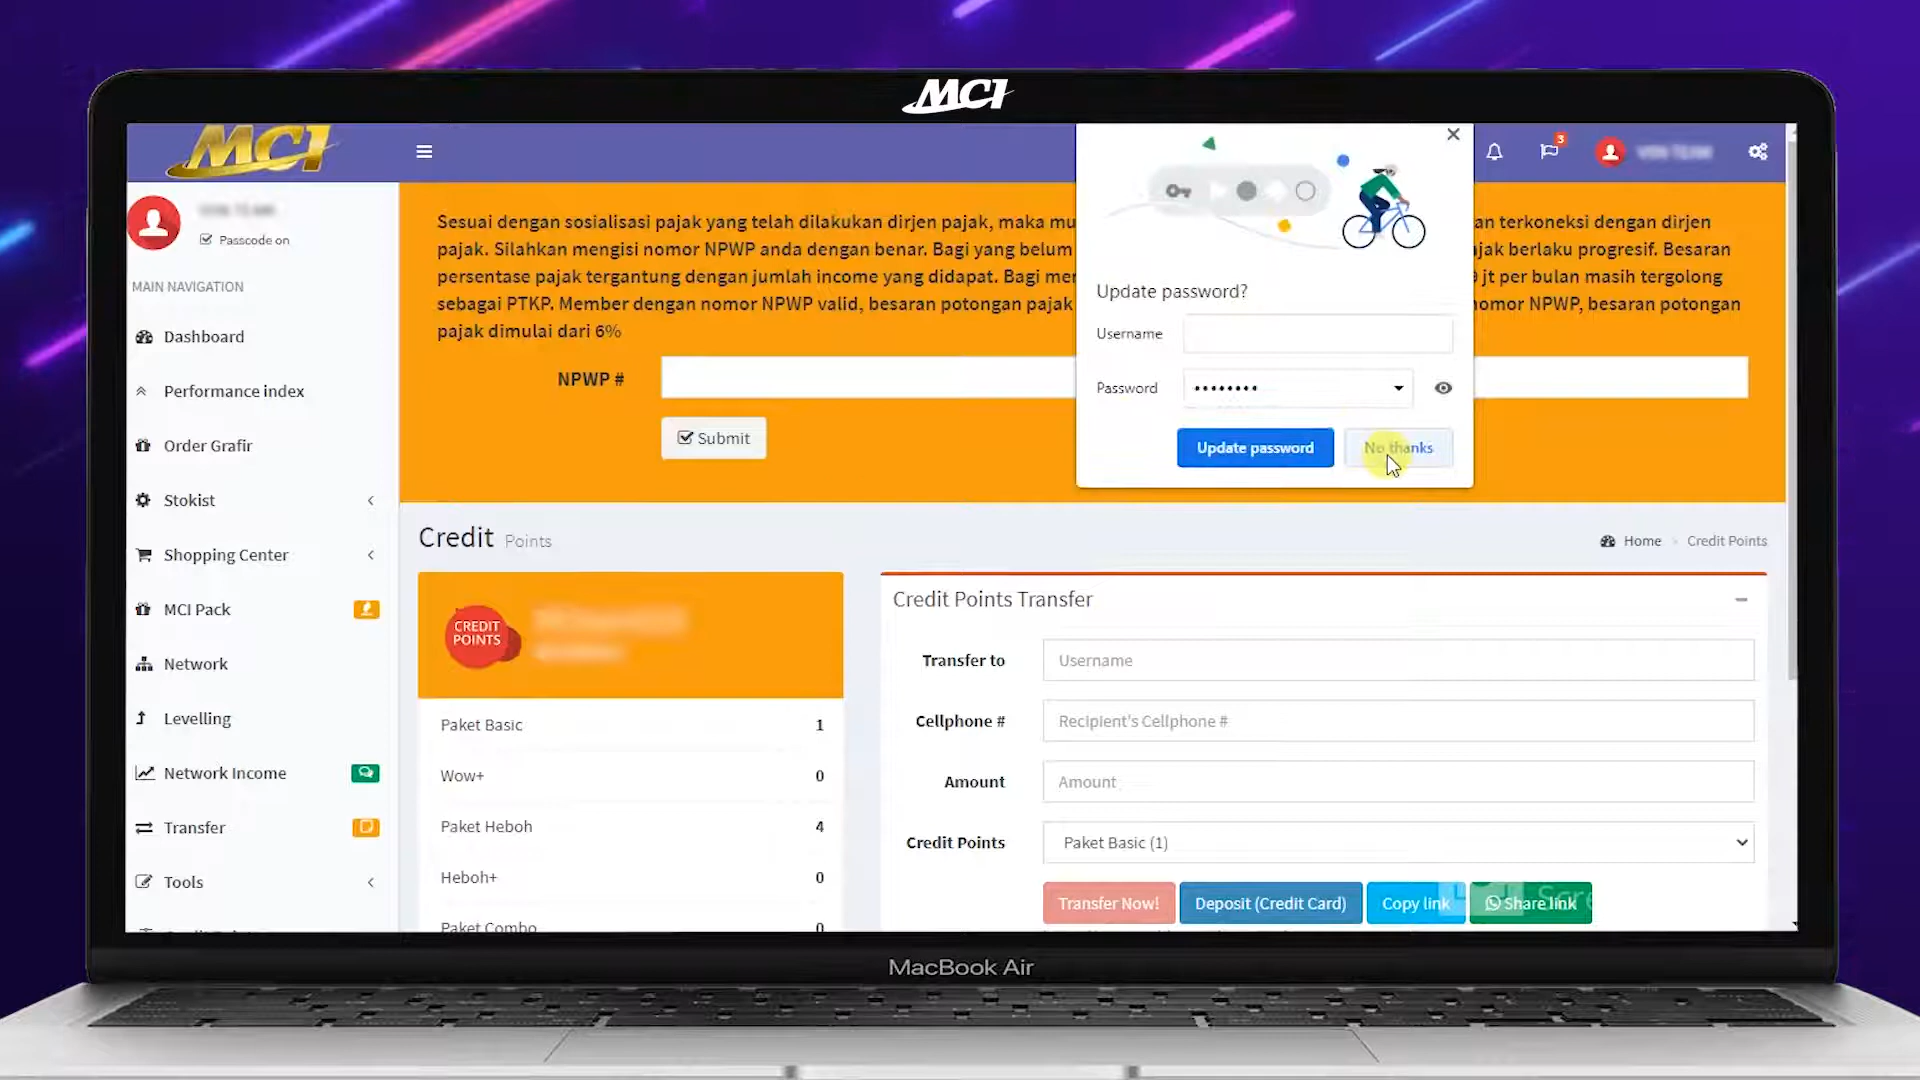 MCI
MCI
3
Passcode on
MAIN NAVIGATION
Dashboard
Performance index
Order Grafir
Stokist
Shopping Center
MCI Pack
Network
Levelling
Network Income
Transfer
Tools
Sesuai dengan sosialisasi pajak yang telah dilakukan dirjen pajak, maka mu
an terkoneksi dengan dirjen
pajak. Silahkan mengisi nomor NPWP anda dengan benar. Bagi yang belum
jak berlaku progresif. Besaran
persentase pajak tergantung dengan jumlah income yang didapat. Bagi mer
jt per bulan masih tergolong
sebagai PTKP. Member dengan nomor NPWP valid, besaran potongan pajak
nomor NPWP, besaran potongan
pajak dimulai dari 6%
NPWP #
Submit
Update password?
Username
Password ••••••••
Update password
No thanks
Credit Points
Home
Credit Points
CREDIT
POINTS
Paket Basic 1
Wow+ 0
Paket Heboh 4
Heboh+ 0
Paket Combo 0
Credit Points Transfer
Transfer to Username
Cellphone # Recipient's Cellphone #
Amount Amount
Credit Points Paket Basic (1)
Transfer Now! Deposit (Credit Card) Copy link Share link
MacBook Air